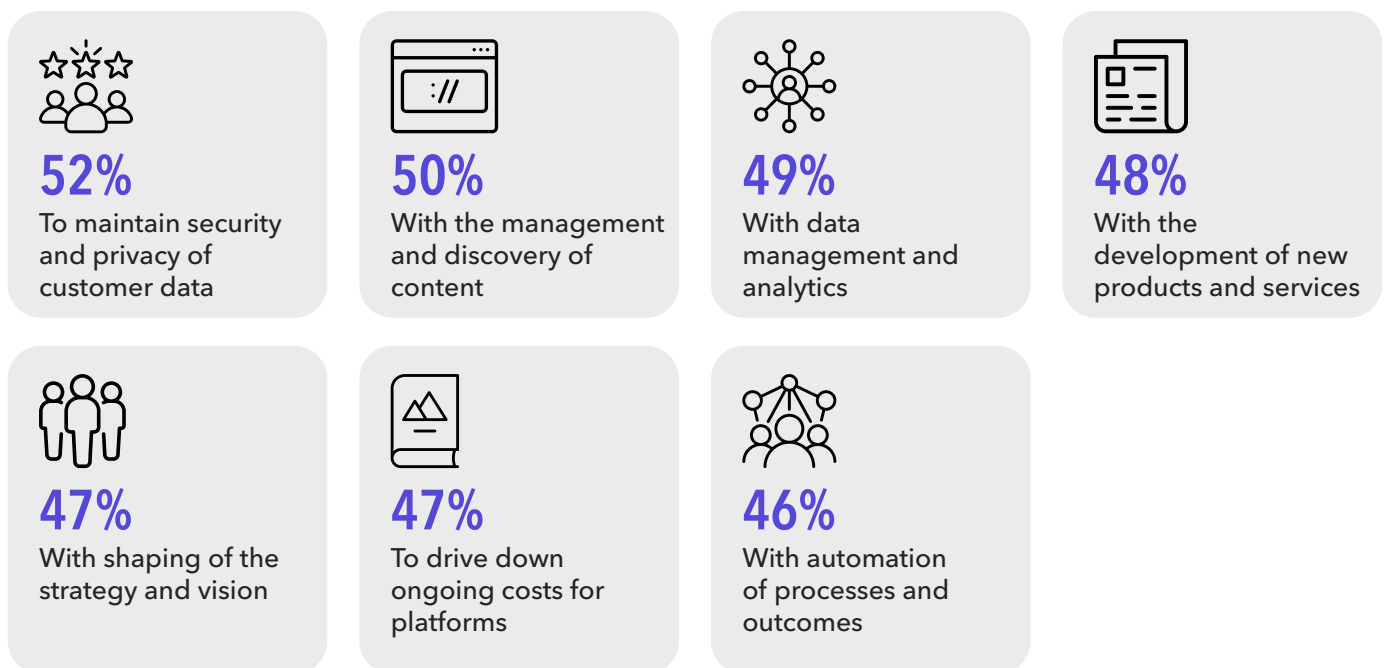 ://
52%
To maintain security
and privacy of
customer data
50%
With the management
and discovery of
content
49%
With data
management and
analytics
48%
With the
development of new
products and services
47%
With shaping of the
strategy and vision
47%
To drive down
ongoing costs for
platforms
46%
With automation
of processes and
outcomes